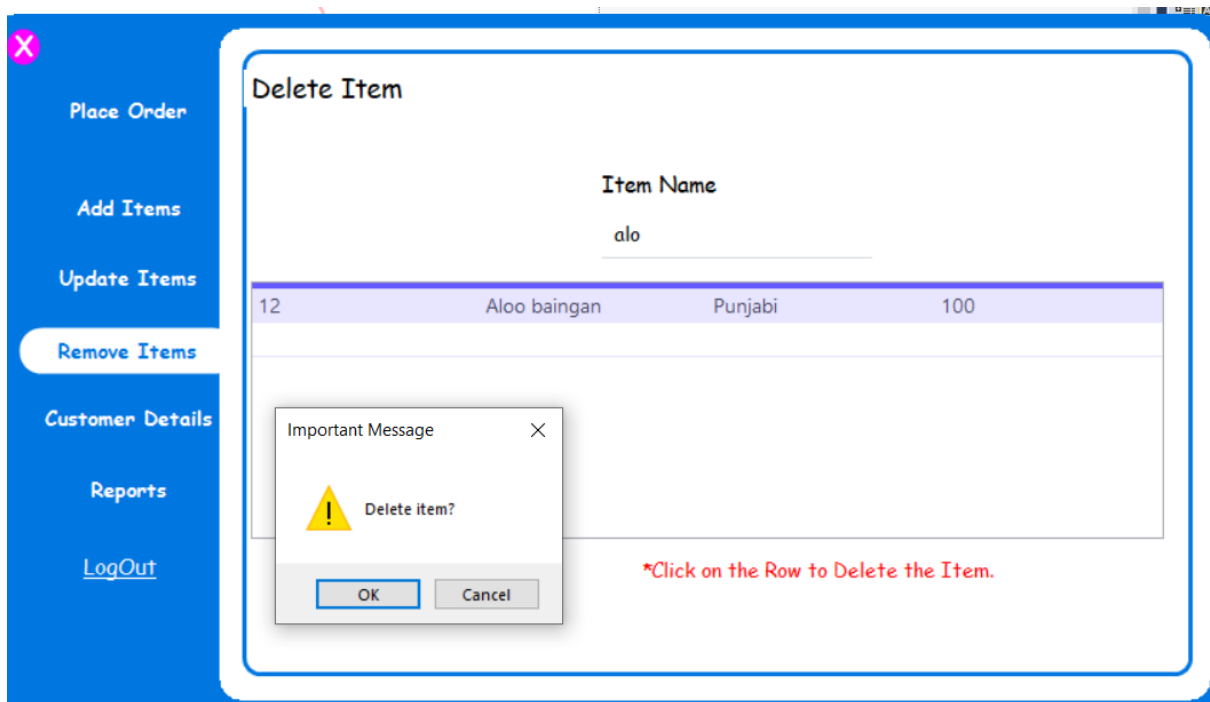 X
Place Order
Add Items
Update Items
Remove Items
Customer Details
Reports
LogOut
Delete Item
Item Name
alo
12 Aloo baingan Punjabi 100
Important Message
Delete item?
OK Cancel
*Click on the Row to Delete the Item.